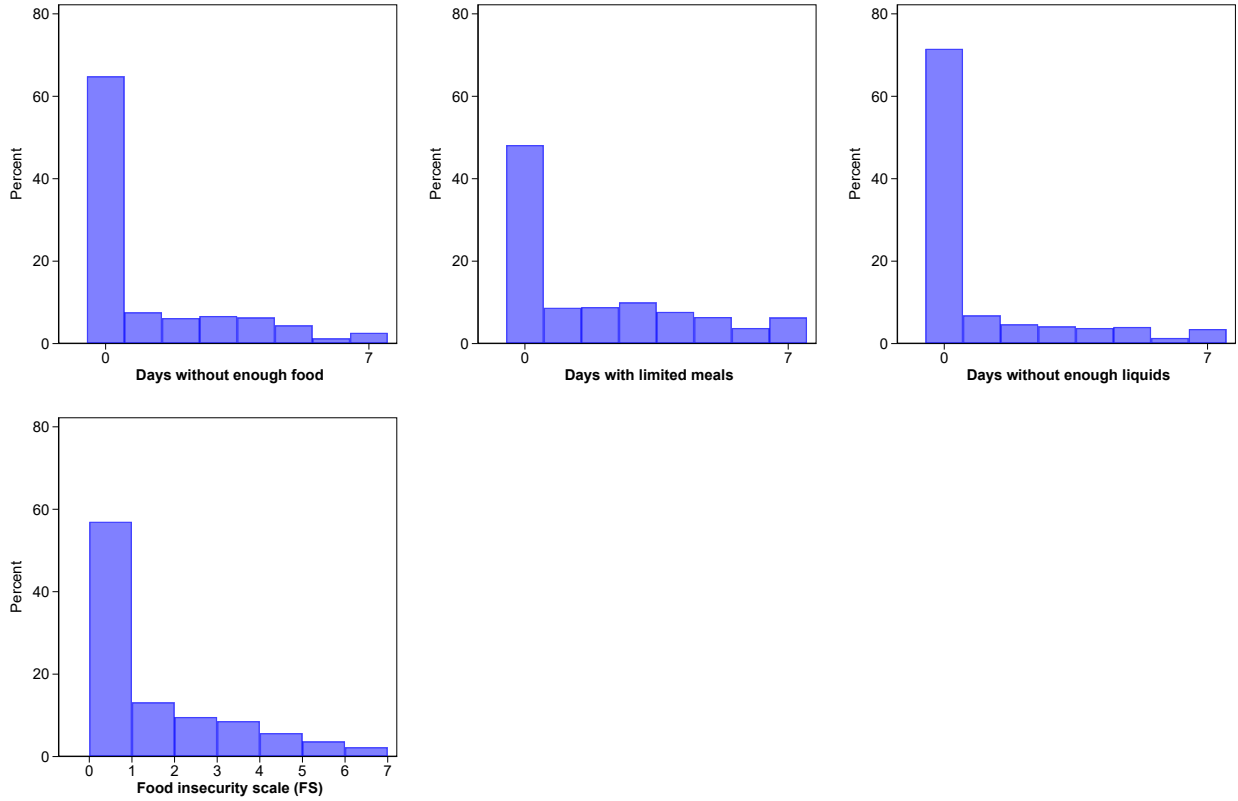 80
60
40
20
0
Percent
0 7
Days without enough food
80
60
40
20
0
Percent
0 7
Days with limited meals
80
60
40
20
0
Percent
0 7
Days without enough liquids
80
60
40
20
0
Percent
0 1 2 3 4 5 6 7
Food insecurity scale (FS)